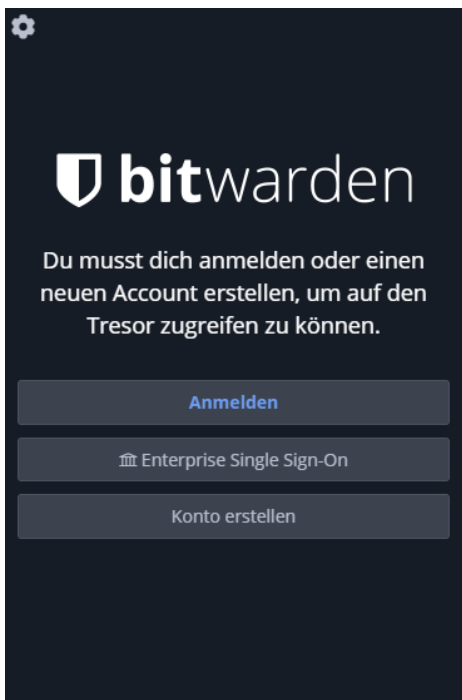 bitwarden
Du musst dich anmelden oder einen
neuen Account erstellen, um auf den
Tresor zugreifen zu können.
Anmelden
Enterprise Single Sign-On
Konto erstellen